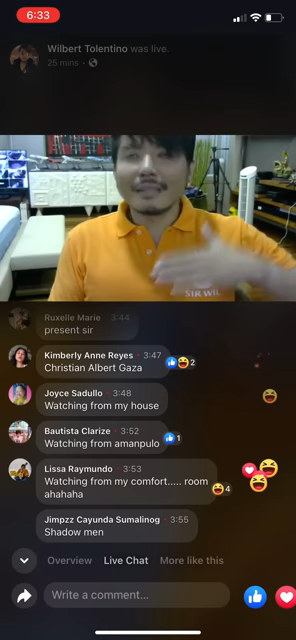 6:33
Wilbert Tolentino was live.
25 mins ·
SIR WIL
Ruxelle Marie · 3:44
present sir
Kimberly Anne Reyes · 3:47
Christian Albert Gaza
2
Joyce Sadullo · 3:48
Watching from my house
Bautista Clarize · 3:52
Watching from amanpulo
1
Lissa Raymundo · 3:53
Watching from my comfort..... room
ahahaha
4
Jimpzz Cayunda Sumalinog · 3:55
Shadow men
Overview Live Chat More like this
Write a comment...